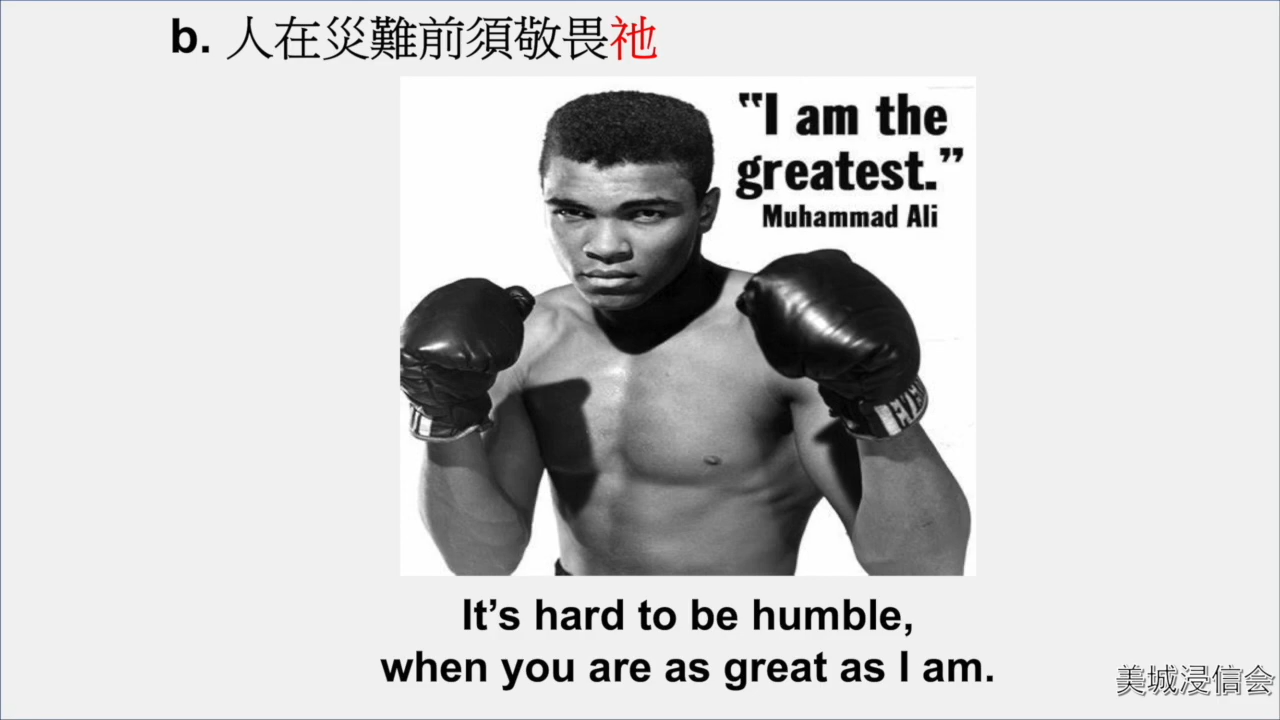 b. 人在災難前須敬畏祂
"I am the
greatest."
Muhammad Ali
EVE
It's hard to be humble,
when you are as great as I am.
美城浸信会